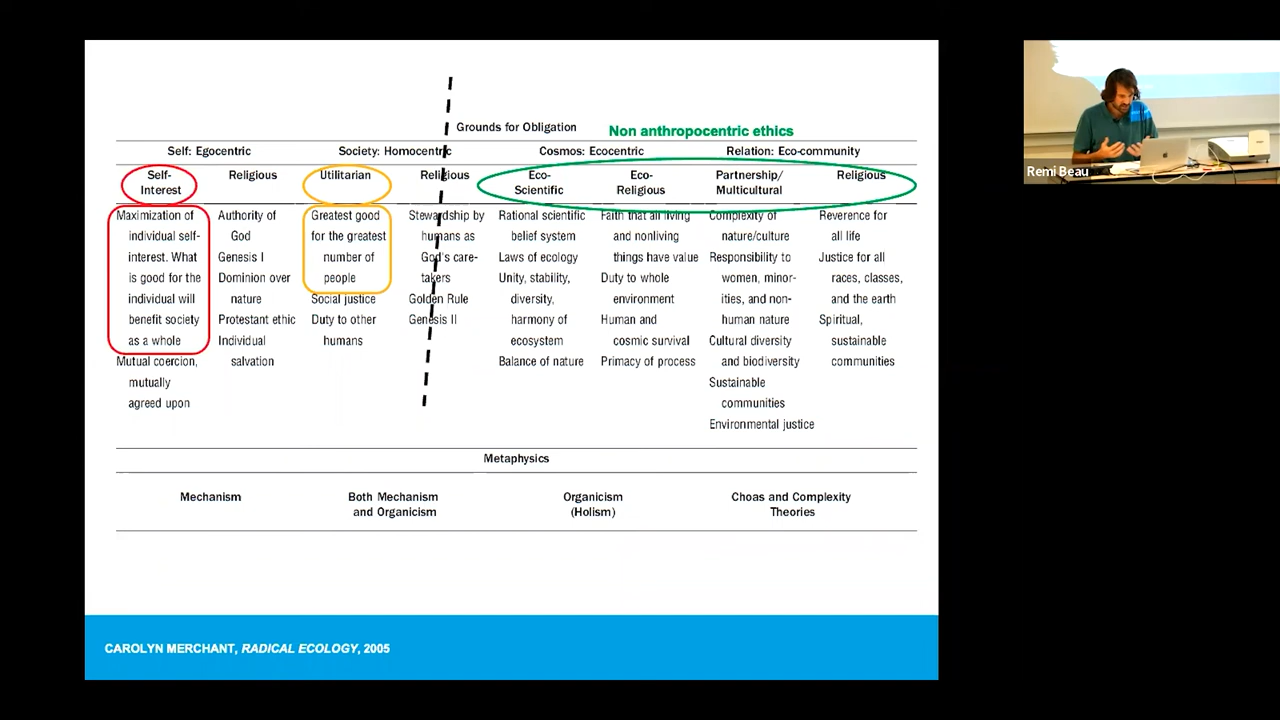 Grounds for Obligation
Non anthropocentric ethics
Self: Egocentric Society: Homocentric Cosmos: Ecocentric Relation: Eco-community
Self-
Interest
Religious
Utilitarian
Religious
Eco-
Scientific
Eco-
Religious
Partnership/
Multicultural
Religious
Maximization of
individual self-
interest. What
is good for the
individual will
benefit society
as a whole
Mutual coercion,
mutually
agreed upon
Authority of
God
Genesis I
Dominion over
nature
Protestant ethic
Individual
salvation
Greatest good
for the greatest
number of
people
Social justice
Duty to other
humans
Stewardship by
humans as
God's care-
takers
Golden Rule
Genesis II
Rational scientific
belief system
Laws of ecology
Unity, stability,
diversity,
harmony of
ecosystem
Balance of nature
Faith that all living
and nonliving
things have value
Duty to whole
environment
Human and
cosmic survival
Primacy of process
Complexity of
nature/culture
Responsibility to
women, minor-
ities, and non-
human nature
Cultural diversity
and biodiversity
Sustainable
communities
Environmental justice
Reverence for
all life
Justice for all
races, classes,
and the earth
Spiritual,
sustainable
communities
Metaphysics
Mechanism
Both Mechanism
and Organicism
Organicism
(Holism)
Choas and Complexity
Theories
CAROLYN MERCHANT, RADICAL ECOLOGY, 2005
Remi Beau